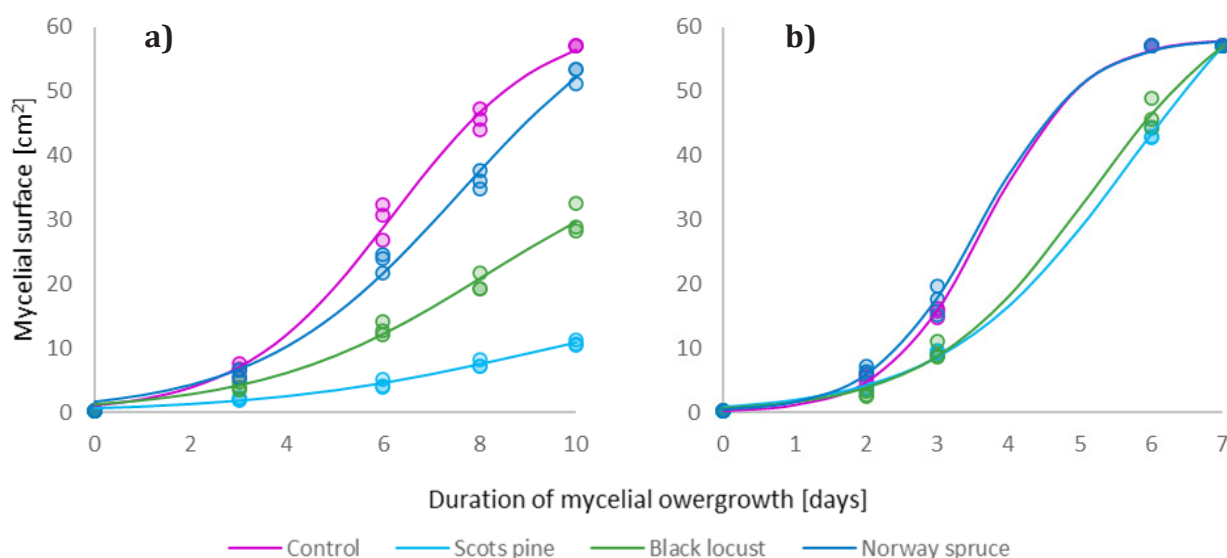 a)
b)
Mycelial surface [cm²]
60
50
40
30
20
10
0
0 2 4 6 8 10
60
50
40
30
20
10
0
0 1 2 3 4 5 6 7
Duration of mycelial owergrowth [days]
Control Scots pine Black locust Norway spruce